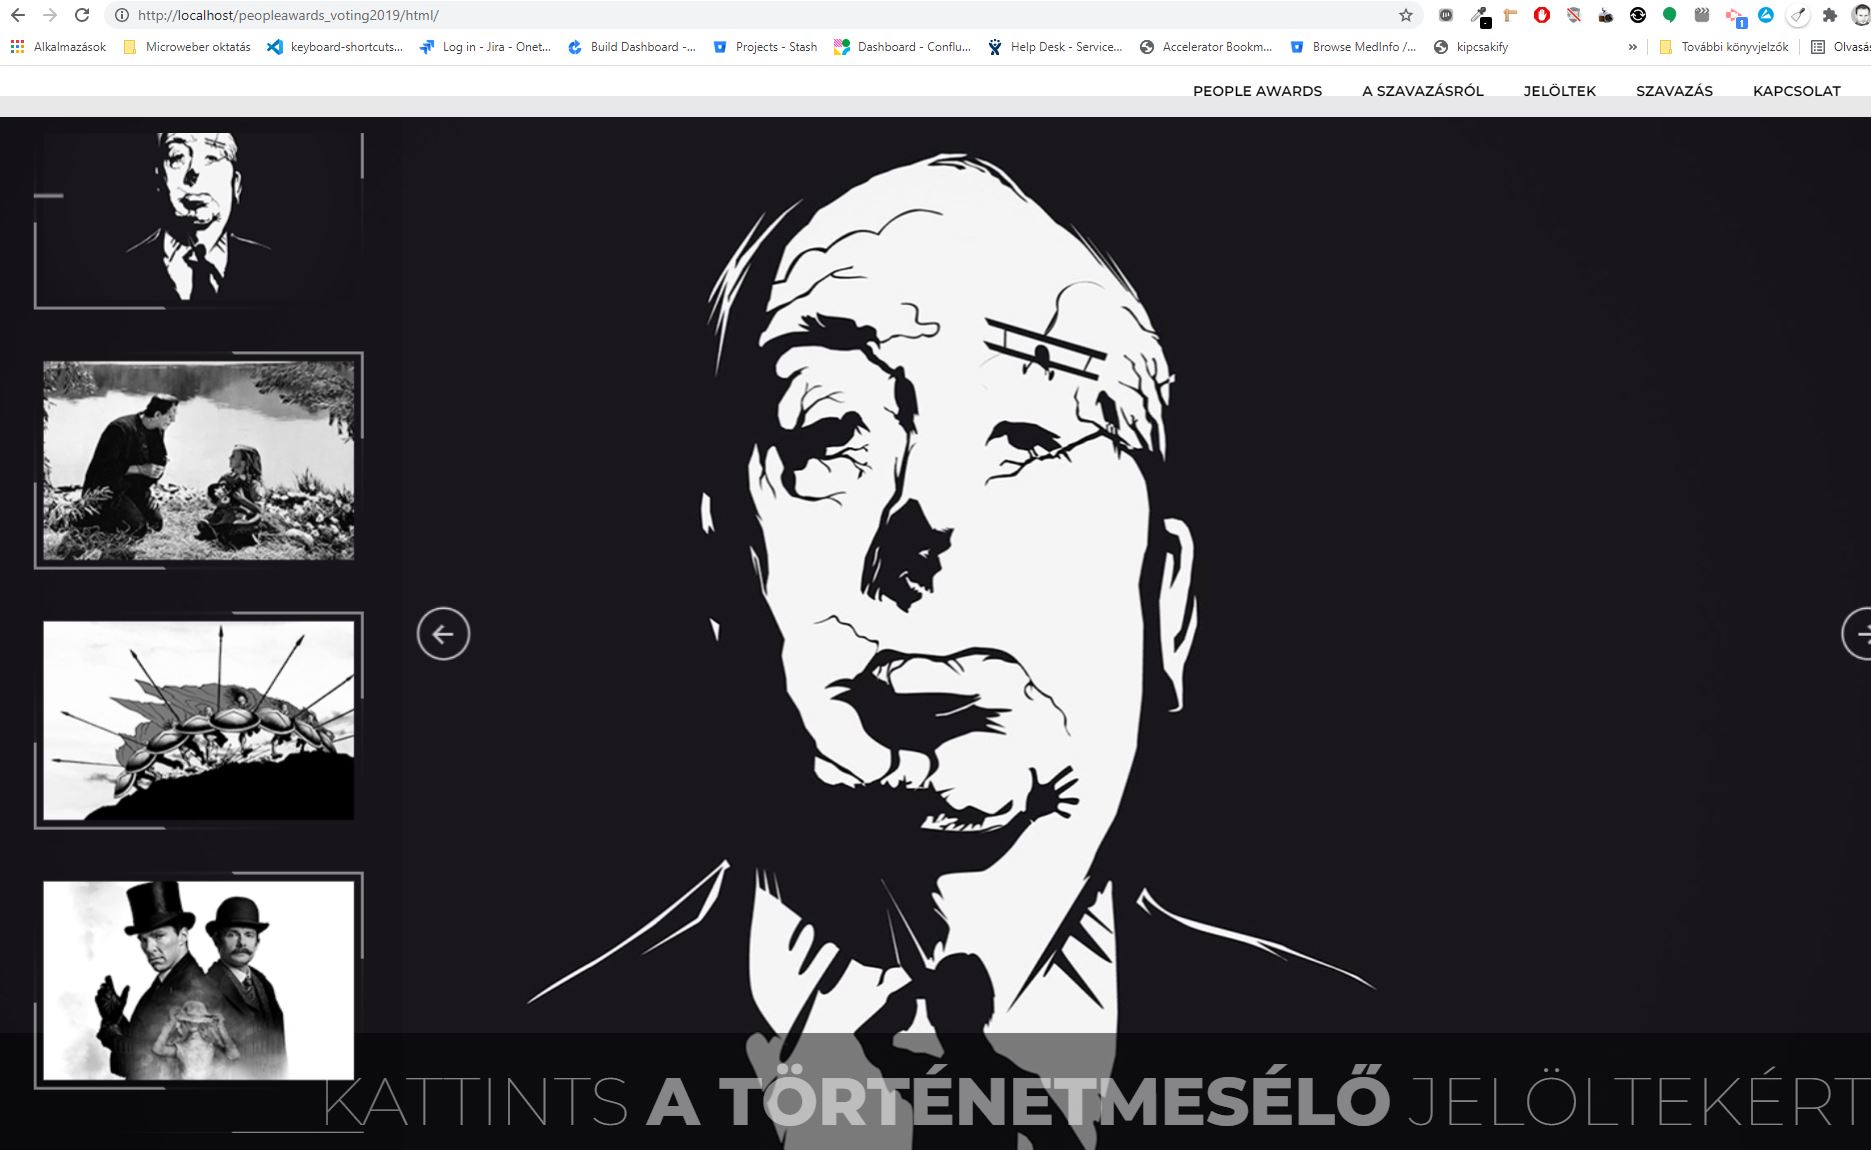 http://localhost/peopleawards_voting2019/html/
Alkalmazások Microweber oktatás keyboard-shortcuts... Log in - Jira - Onet... Build Dashboard -... Projects - Stash Dashboard - Conflu... Help Desk - Service... Accelerator Bookm... Browse MedInfo /... kipcsakify » További könyvjelzők Olvasás
PEOPLE AWARDS A SZAVAZÁSRÓL JELÖLTEK SZAVAZÁS KAPCSOLAT
KATTINTS A TÖRTÉNETMESÉLŐ JELÖLTEKÉRT